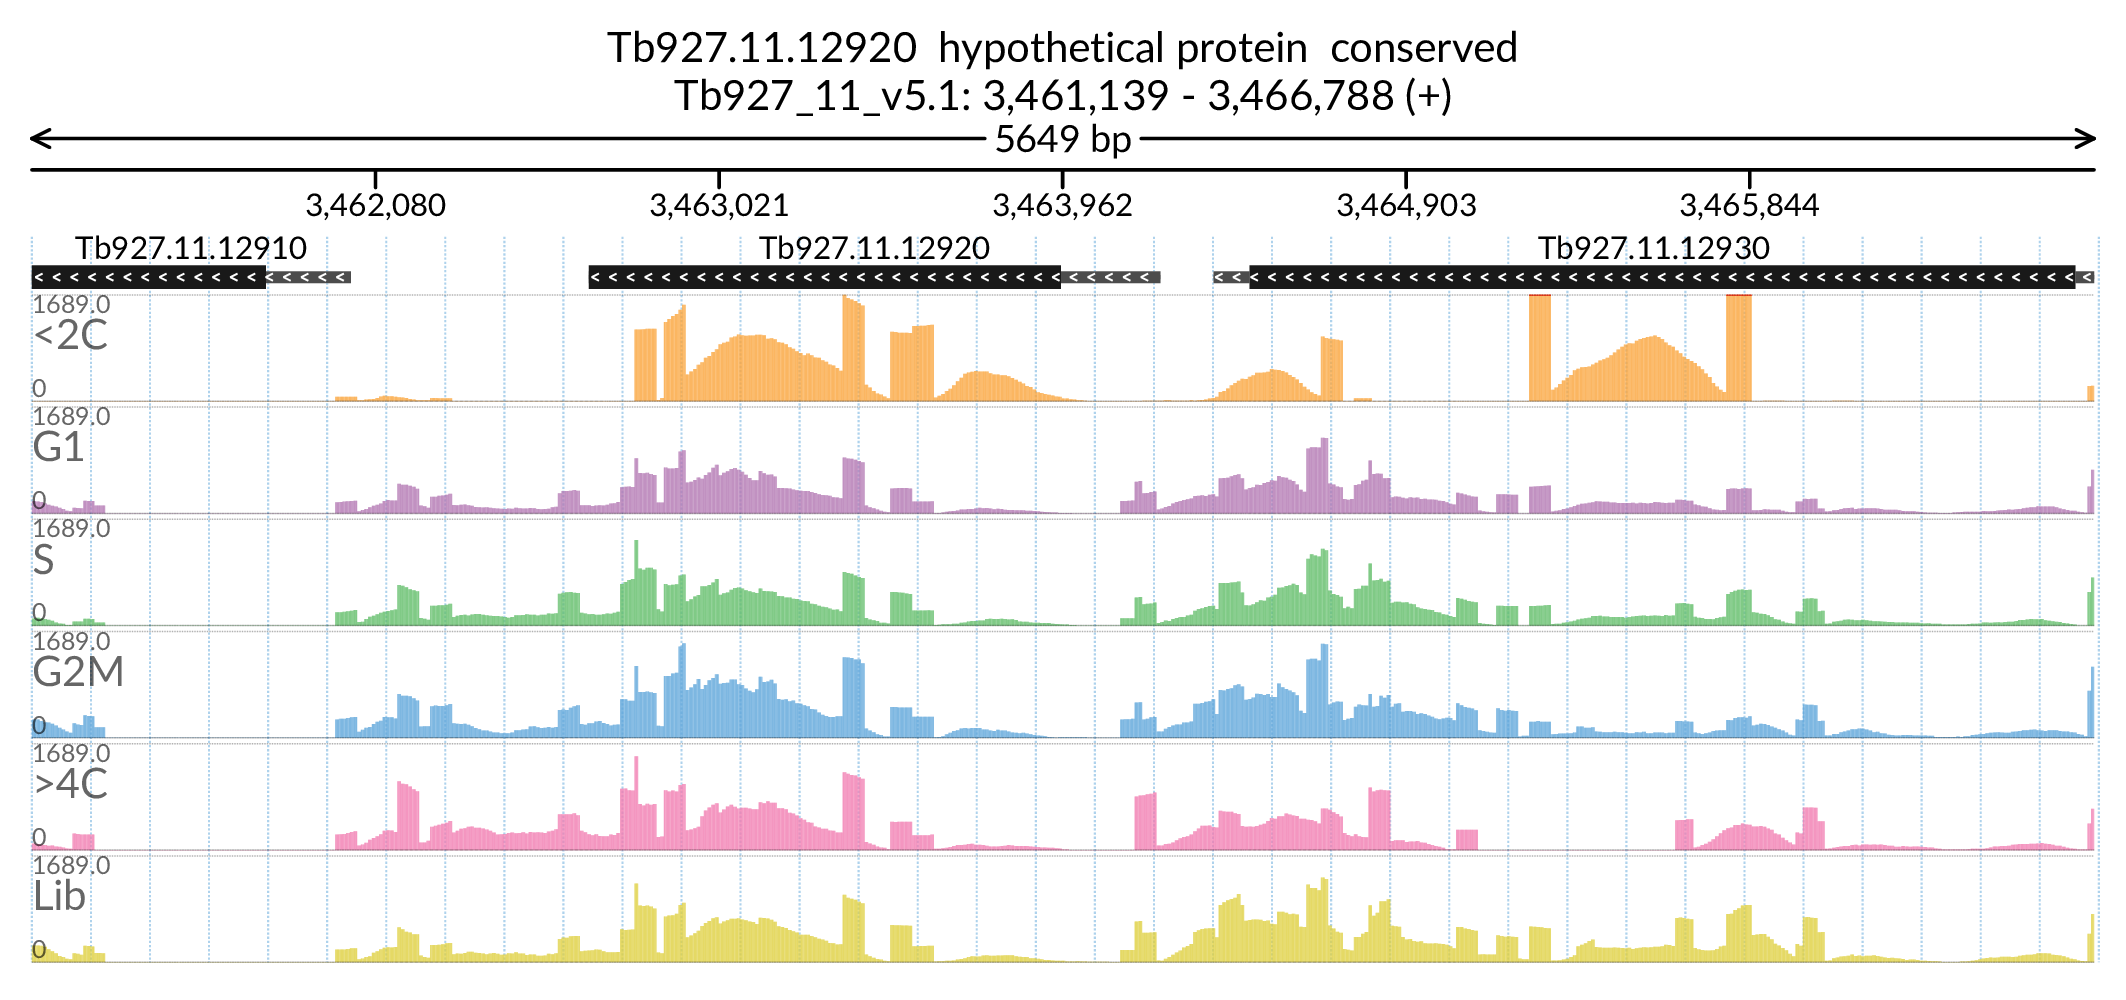 Tb927.11.12920 hypothetical protein conserved
Tb927_11_v5.1: 3,461,139 - 3,466,788 (+)
5649 bp
3,462,080 3,463,021 3,463,962 3,464,903 3,465,844
Tb927.11.12910 Tb927.11.12920 Tb927.11.12930
1689.0
<2C
0
1689.0
G1
0
1689.0
S
0
1689.0
G2M
0
1689.0
>4C
0
1689.0
Lib
0